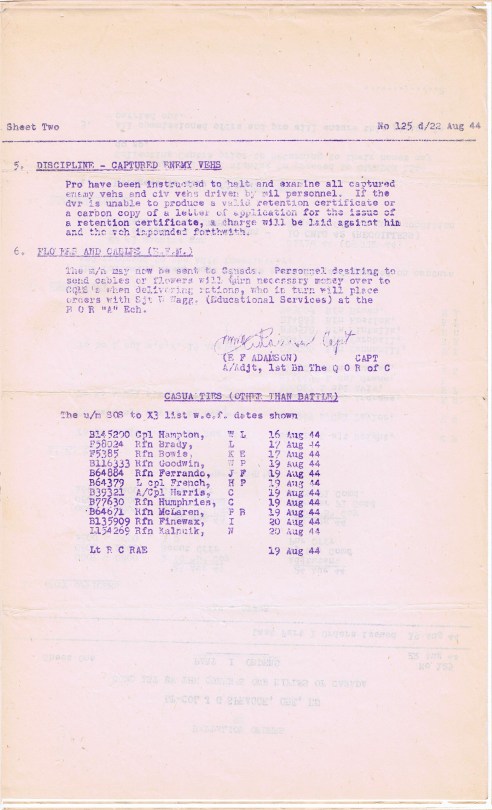 Sheet Two No 125 d/22 Aug 44
5. DISCIPLINE - CAPTURED ENEMY VEHS
Pro have been instructed to halt and examine all captured
enemy vehs and civ vehs driven by mil personnel. If the
dvr is unable to produce a valid retention certificate or
a carbon copy of a letter of application for the issue of
a retention certificate, a charge will be laid against him
and the veh impounded forthwith.
6. FLOWERS AND CABLES
The m/n may now be sent to Canada. Personnel desiring to
send cables or flowers will turn necessary money over to
CQMS's when delivering rations, who in turn will place
orders with Sjt Wagg. (Educational Services) at the
R O R "A" Ech.
Capt
(E F ADAMSON) CAPT
A/Adjt, 1st Bn The Q O R of C
CASUALTIES (OTHER THAN BATTLE)
The u/m SOS to X3 list w.e.f. dates shown
B145200 Cpl Hampton, W L 16 Aug 44
F58024 Rfn Brady, L 17 Aug 44
F5385 Rfn K E 17 Aug 44
B116333 Rfn Goodwin, 19 Aug 44
B64884 Rfn Ferrando, J F 19 Aug 44
B64379 L cpl French, H P 19 Aug 44
B39321 A/Cpl Harris, C 19 Aug 44
B77630 Rfn Humphries, C 19 Aug 44
B64671 Rfn McLaren, F R 19 Aug 44
B135909 Rfn I 20 Aug 44
L154269 Rfn N 20 Aug 44
Lt R C RAE 19 Aug 44